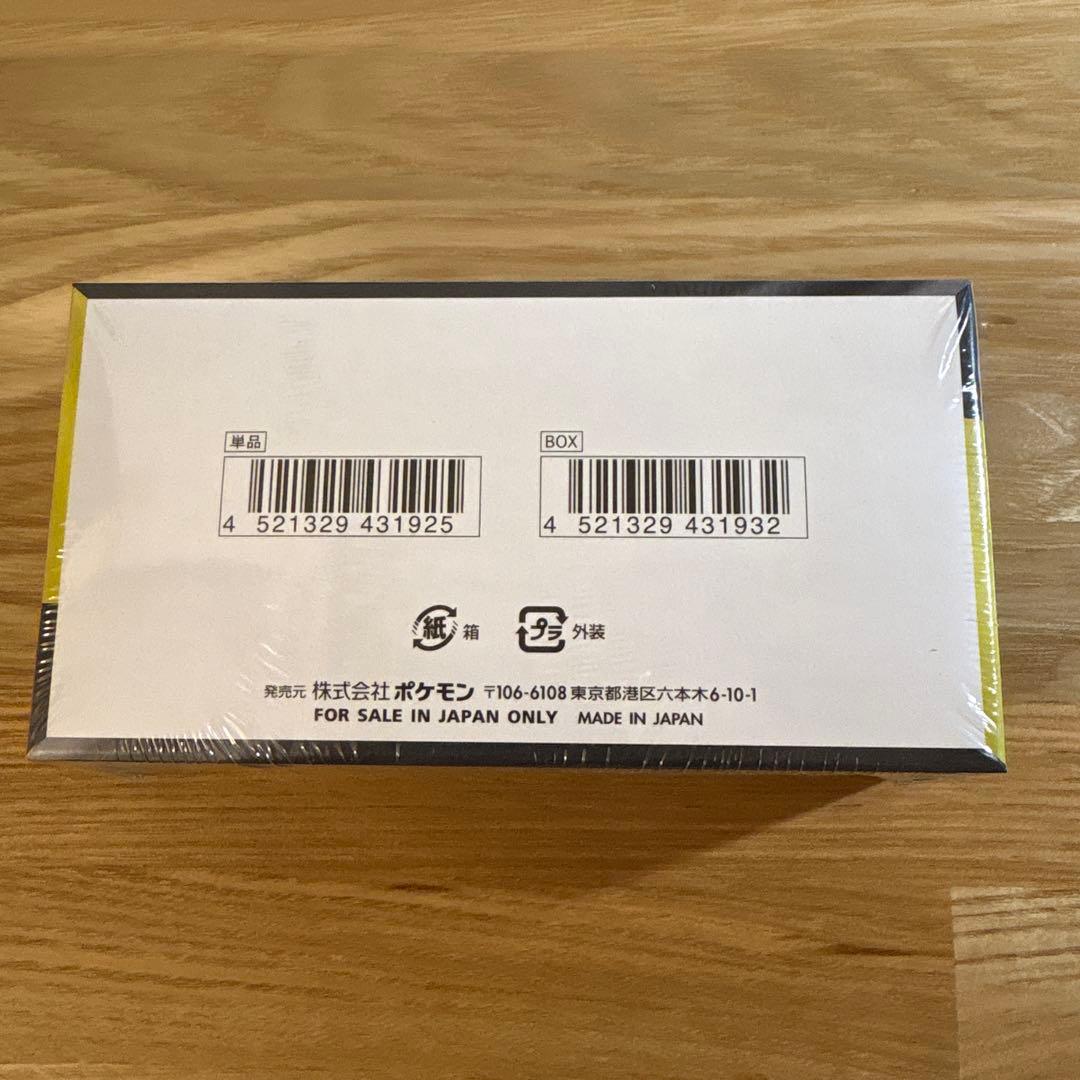 単品
4 521329 431925
BOX
4 521329 431932
紙 箱
プラ 外装
発売元 株式会社ポケモン 〒106-6108 東京都港区六本木6-10-1
FOR SALE IN JAPAN ONLY MADE IN JAPAN